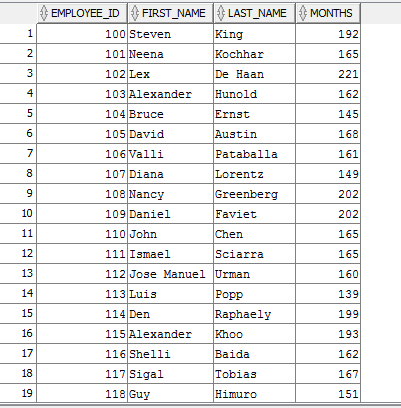 EMPLOYEE_ID FIRST_NAME LAST_NAME MONTHS
1 100 Steven King 192
2 101 Neena Kochhar 165
3 102 Lex De Haan 221
4 103 Alexander Hunold 162
5 104 Bruce Ernst 145
6 105 David Austin 168
7 106 Valli Pataballa 161
8 107 Diana Lorentz 149
9 108 Nancy Greenberg 202
10 109 Daniel Faviet 202
11 110 John Chen 165
12 111 Ismael Sciarra 165
13 112 Jose Manuel Urman 160
14 113 Luis Popp 139
15 114 Den Raphaely 199
16 115 Alexander Khoo 193
17 116 Shelli Baida 162
18 117 Sigal Tobias 167
19 118 Guy Himuro 151